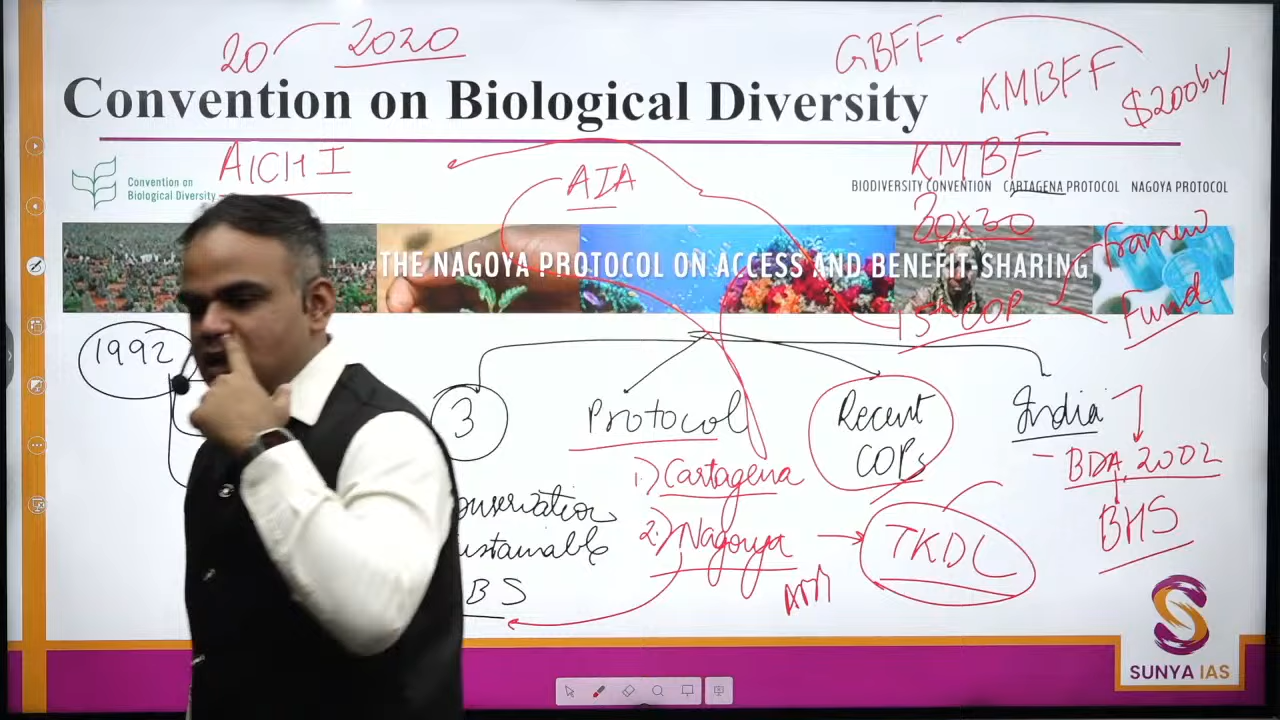 20 2020
GBFF
KMBFF
$200by
Convention on Biological Diversity
AICHI
AIA
KMBF
Convention on
Biological Diversity
BIODIVERSITY CONVENTION CARTAGENA PROTOCOL NAGOYA PROTOCOL
30x30
THE NAGOYA PROTOCOL ON ACCESS AND BENEFIT-SHARING
Framew
Fund
15th COP
1992
3
Protocol
Recent
COPs
India
1.) Cartagena
2.) Nagoya
- BDA, 2002
BHS
TKDL
onservation
ustainable
BS
SUNYA IAS